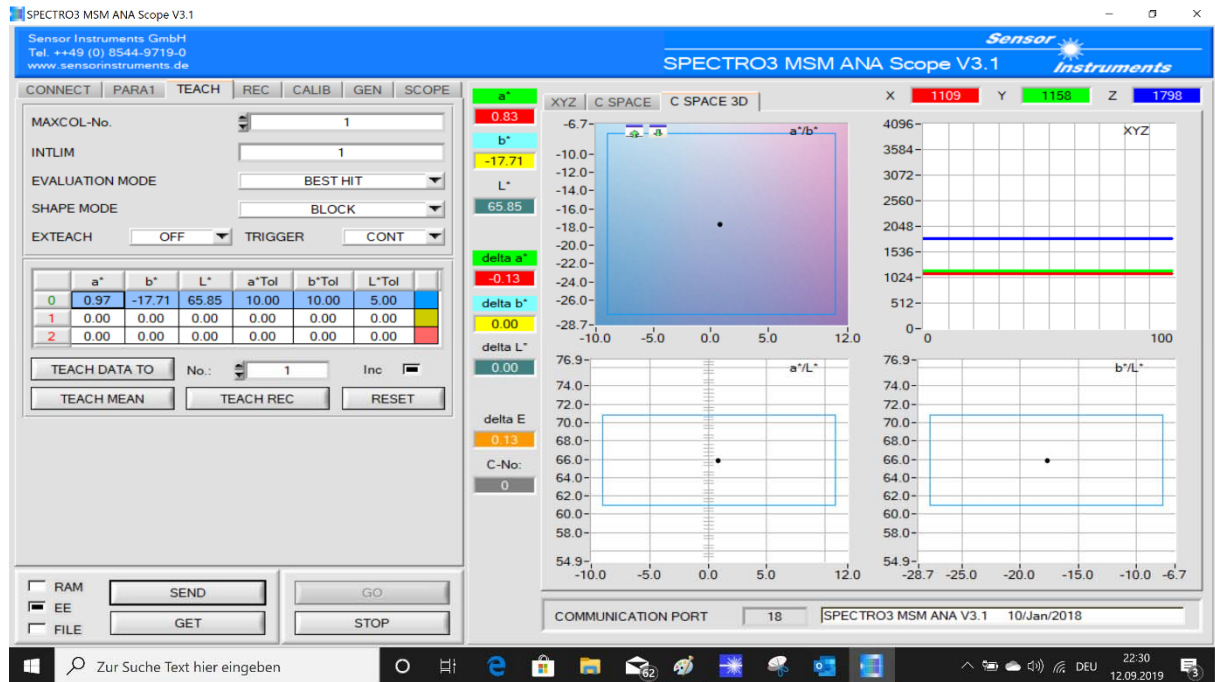 SPECTRO3 MSM ANA Scope V3.1
Sensor Instruments GmbH
Tel. ++49 (0) 8544-9719-0
www.sensorinstruments.de
Sensor
Instruments
SPECTRO3 MSM ANA Scope V3.1
CONNECT PARA1 TEACH REC CALIB GEN SCOPE
MAXCOL-No. 1
INTLIM 1
EVALUATION MODE BEST HIT
SHAPE MODE BLOCK
EXTEACH OFF TRIGGER CONT
a* b* L* a*Tol b*Tol L*Tol
0 0.97 -17.71 65.85 10.00 10.00 5.00
1 0.00 0.00 0.00 0.00 0.00 0.00
2 0.00 0.00 0.00 0.00 0.00 0.00
TEACH DATA TO No.: 1 Inc
TEACH MEAN TEACH REC RESET
RAM
EE
FILE
SEND GO
GET STOP
a*
0.83
b*
-17.71
L*
65.85
delta a*
-0.13
delta b*
0.00
delta L*
0.00
delta E
0.13
C-No:
0
XYZ C SPACE C SPACE 3D
X 1109 Y 1158 Z 1798
a*/b*
-6.7
-10.0
-12.0
-14.0
-16.0
-18.0
-20.0
-22.0
-24.0
-26.0
-28.7
-10.0 -5.0 0.0 5.0 12.0
XYZ
4096
3584
3072
2560
2048
1536
1024
512
0
0 100
a*/L*
76.9
74.0
72.0
70.0
68.0
66.0
64.0
62.0
60.0
58.0
54.9
-10.0 -5.0 0.0 5.0 12.0
b*/L*
76.9
74.0
72.0
70.0
68.0
66.0
64.0
62.0
60.0
58.0
54.9
-28.7 -25.0 -20.0 -15.0 -10.0 -6.7
COMMUNICATION PORT 18 SPECTRO3 MSM ANA V3.1 10/Jan/2018
Zur Suche Text hier eingeben
62
DEU
22:30
12.09.2019
3